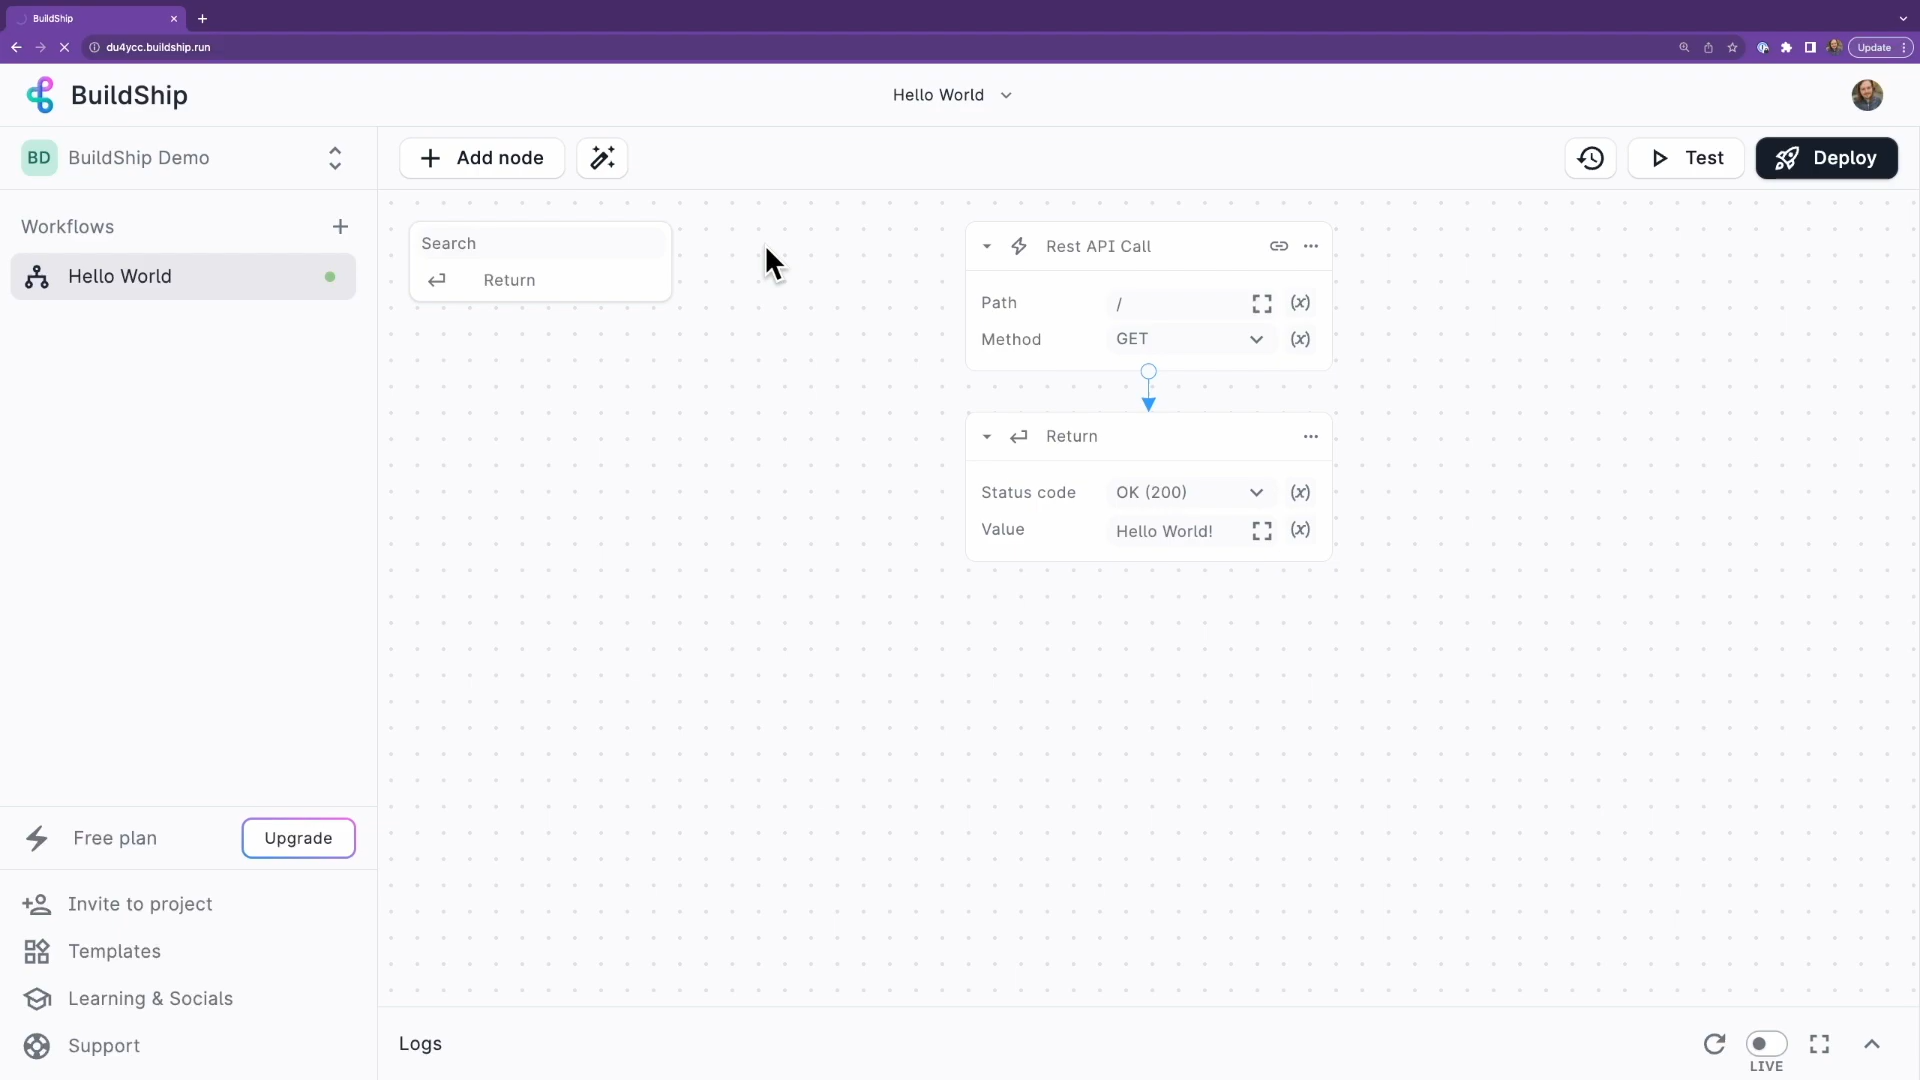 BuildShip
du4ycc.buildship.run
Update
BuildShip
Hello World
BD
BuildShip Demo
Add node
Test
Deploy
Workflows
Hello World
Search
Return
Rest API Call
Path
/
(x)
Method
GET
(x)
Return
Status code
OK (200)
(x)
Value
Hello World!
(x)
Free plan
Upgrade
Invite to project
Templates
Learning & Socials
Support
Logs
LIVE